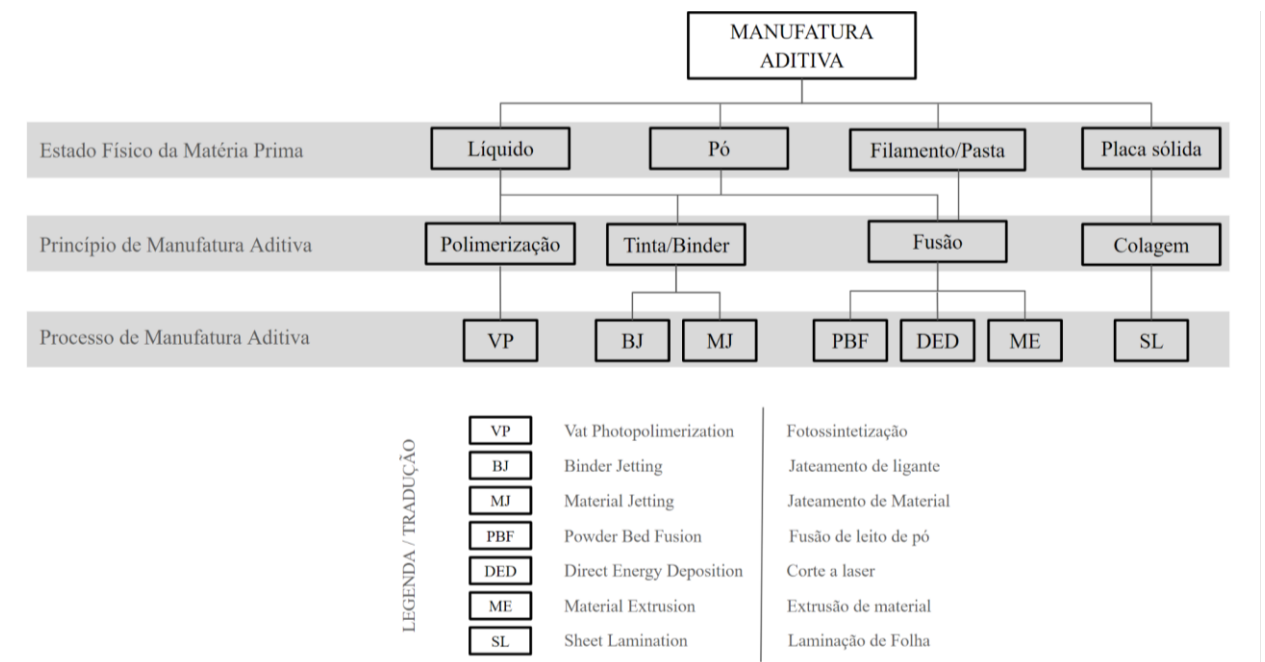 MANUFATURA
ADITIVA
Estado Físico da Matéria Prima
Líquido
Pó
Filamento/Pasta
Placa sólida
Princípio de Manufatura Aditiva
Polimerização
Tinta/Binder
Fusão
Colagem
Processo de Manufatura Aditiva
VP
BJ
MJ
PBF
DED
ME
SL
LEGENDA / TRADUÇÃO
VP Vat Photopolimerization Fotossintetização
BJ Binder Jetting Jateamento de ligante
MJ Material Jetting Jateamento de Material
PBF Powder Bed Fusion Fusão de leito de pó
DED Direct Energy Deposition Corte a laser
ME Material Extrusion Extrusão de material
SL Sheet Lamination Laminação de Folha